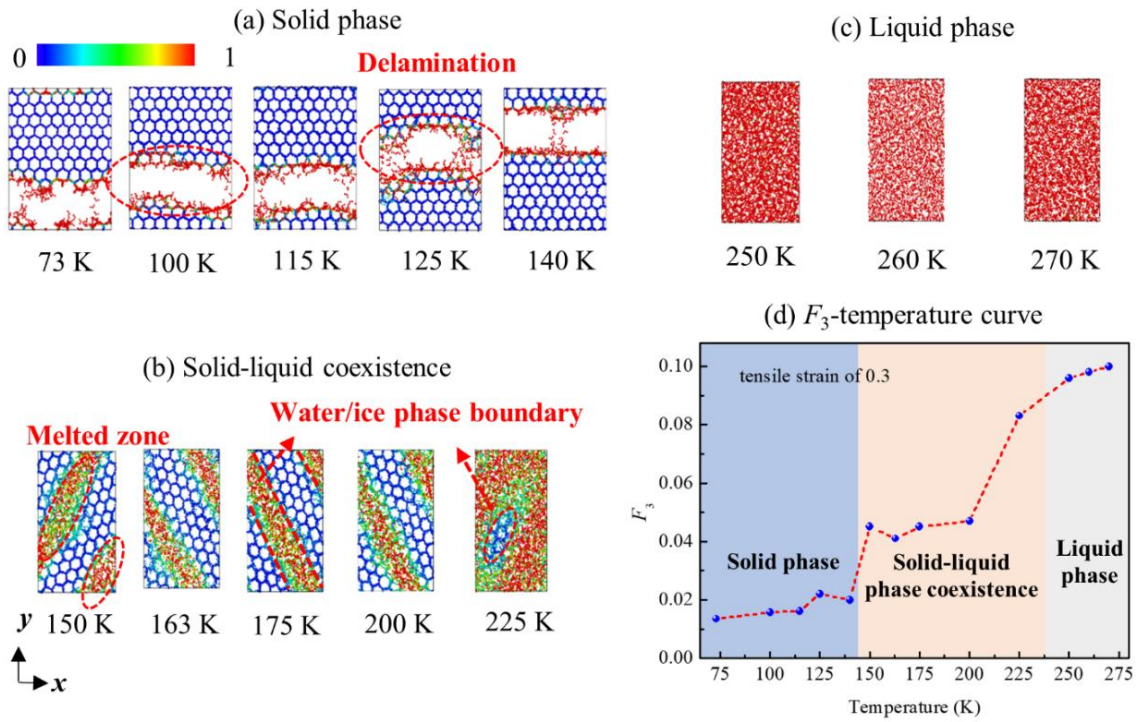 (a) Solid phase
0 1
Delamination
73 K 100 K 115 K 125 K 140 K
(c) Liquid phase
250 K 260 K 270 K
(b) Solid-liquid coexistence
Water/ice phase boundary
Melted zone
150 K 163 K 175 K 200 K 225 K
y
x
(d) F₃-temperature curve
tensile strain of 0.3
0.10
0.08
0.06
0.04
0.02
0.00
F₃
Solid phase
Solid-liquid
phase coexistence
Liquid
phase
75 100 125 150 175 200 225 250 275
Temperature (K)